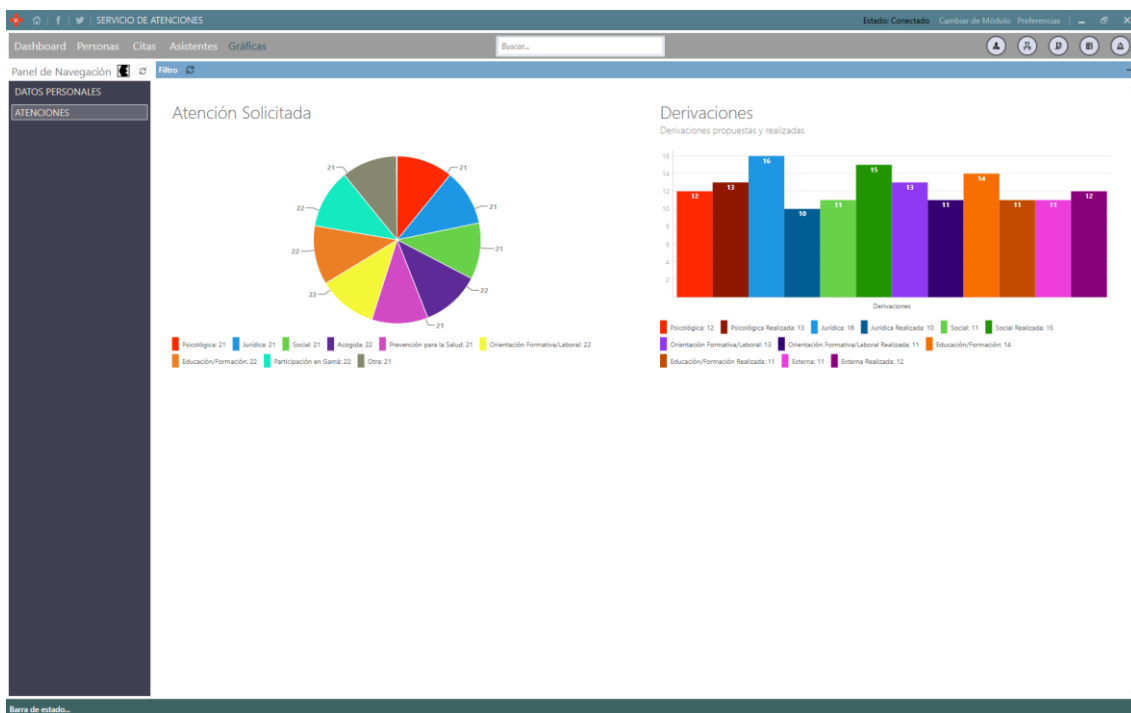 SERVICIO DE ATENCIONES
Estado: Conectado Cambiar de Módulo Preferencias
Dashboard Personas Citas Asistentes Gráficas
Buscar...
Panel de Navegación
Filtro
DATOS PERSONALES
ATENCIONES
Atención Solicitada
21
21
21
21
22
21
22
22
22
Psicológica: 21 Jurídica: 21 Social: 21 Acogida: 22 Prevención para la Salud: 21 Orientación Formativa/Laboral: 22
Educación/Formación: 22 Participación en Gamá: 22 Otra: 21
Derivaciones
Derivaciones propuestas y realizadas
18
16
14
12
10
8
6
4
2
12 13 16 10 11 15 13 11 14 11 11 12
Derivaciones
Psicológica: 12 Psicológica Realizada: 13 Jurídica: 16 Jurídica Realizada: 10 Social: 11 Social Realizada: 15
Orientación Formativa/Laboral: 13 Orientación Formativa/Laboral Realizada: 11 Educación/Formación: 14
Educación/Formación Realizada: 11 Externa: 11 Externa Realizada: 12
Barra de estado...